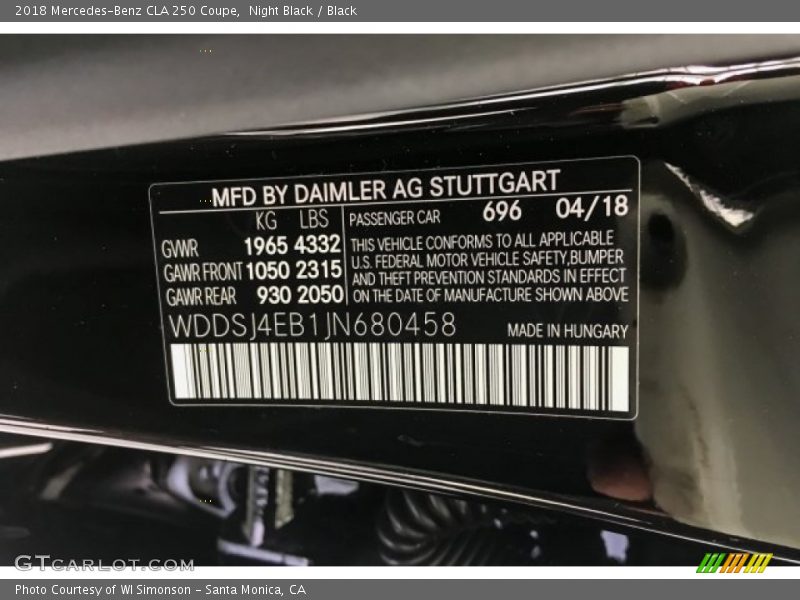 2018 Mercedes-Benz CLA 250 Coupe, Night Black / Black
MFD BY DAIMLER AG STUTTGART
KG LBS
GWR 1965 4332
GAWR FRONT 1050 2315
GAWR REAR 930 2050
PASSENGER CAR 696 04/18
THIS VEHICLE CONFORMS TO ALL APPLICABLE
U.S. FEDERAL MOTOR VEHICLE SAFETY,BUMPER
AND THEFT PREVENTION STANDARDS IN EFFECT
ON THE DATE OF MANUFACTURE SHOWN ABOVE
WDDSJ4EB1JN680458
MADE IN HUNGARY
GTCARLOT.COM
Photo Courtesy of WI Simonson - Santa Monica, CA